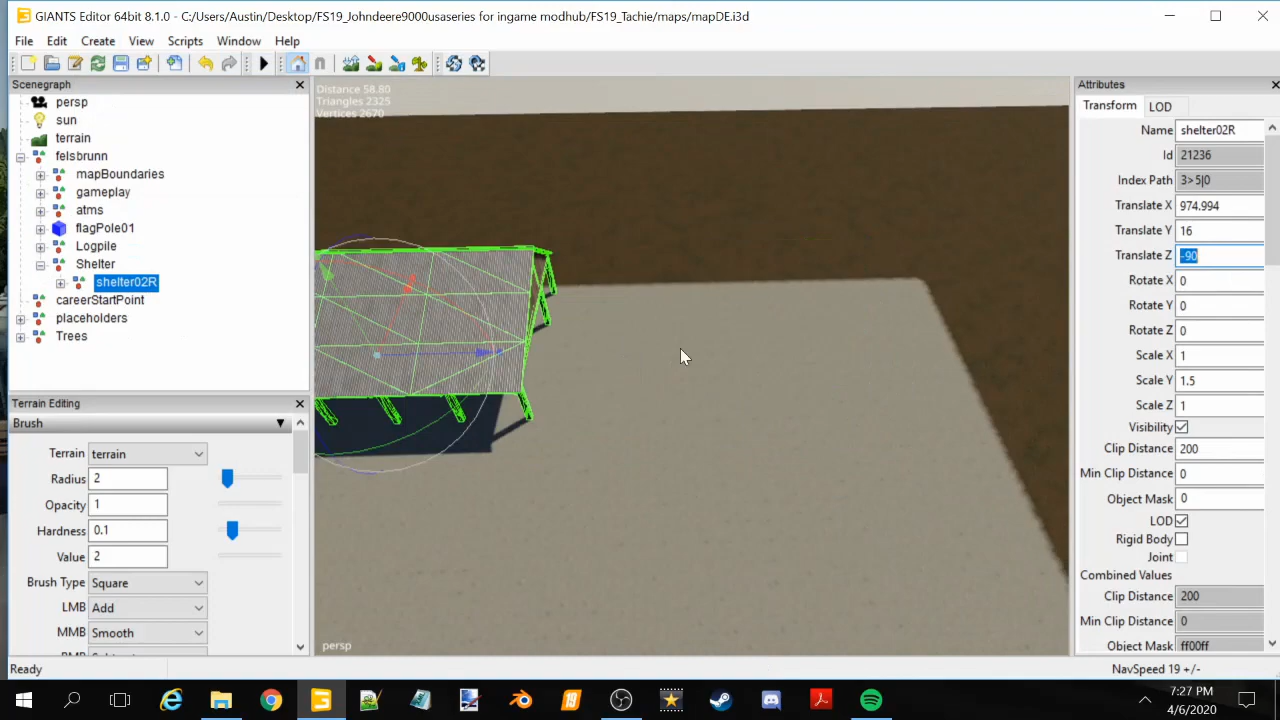 GIANTS Editor 64bit 8.1.0 - C:/Users/Austin/Desktop/FS19_Johndeere9000usaseries for ingame modhub/FS19_Tachie/maps/mapDE.i3d
File Edit Create View Scripts Window Help
Scenegraph
persp
sun
terrain
felsbrunn
mapBoundaries
gameplay
atms
flagPole01
Logpile
Shelter
shelter02R
careerStartPoint
placeholders
Trees
Terrain Editing
Brush
Terrain terrain
Radius 2
Opacity 1
Hardness 0.1
Value 2
Brush Type Square
LMB Add
MMB Smooth
Distance 58.80
Triangles 2325
Vertices 2670
persp
Attributes
Transform LOD
Name shelter02R
Id 21236
Index Path 3>5|0
Translate X 974.994
Translate Y 16
Translate Z -90
Rotate X 0
Rotate Y 0
Rotate Z 0
Scale X 1
Scale Y 1.5
Scale Z 1
Visibility
Clip Distance 200
Min Clip Distance 0
Object Mask 0
LOD
Rigid Body
Joint
Combined Values
Clip Distance 200
Min Clip Distance 0
Object Mask ff00ff
Ready
NavSpeed 19 +/-
7:27 PM
4/6/2020